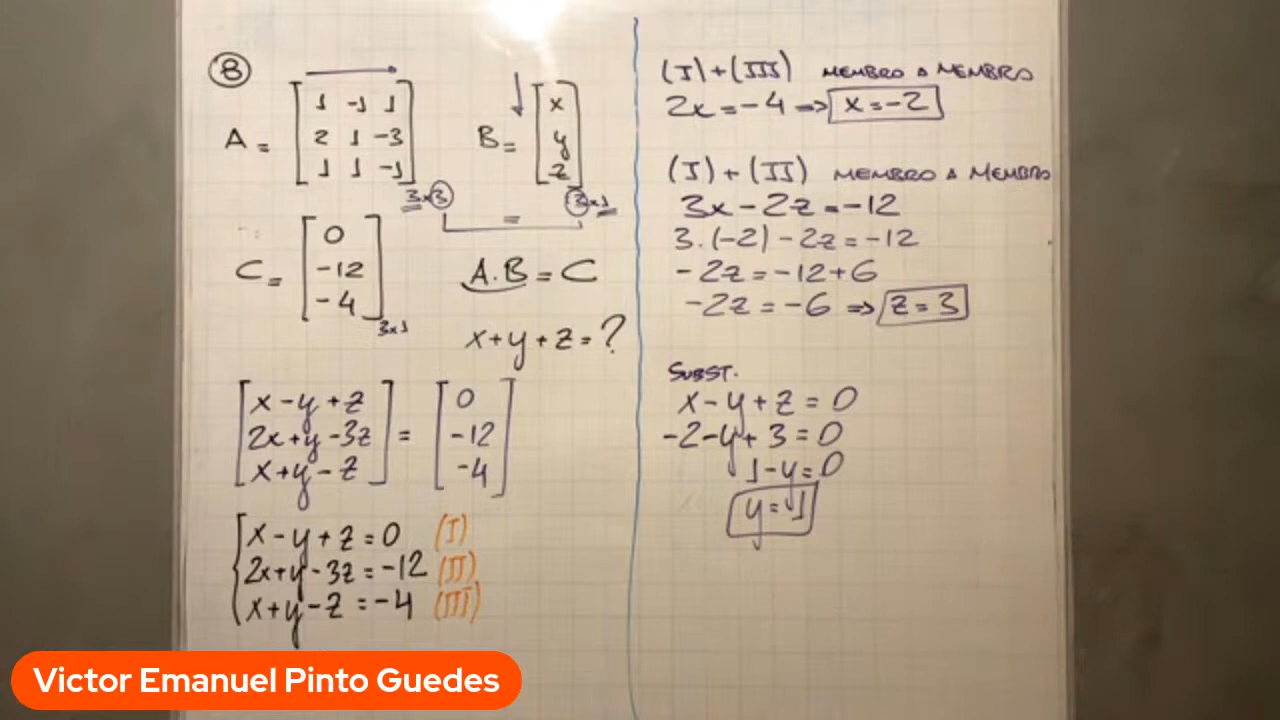 8
A = [1 -1 1
2 1 -3
1 1 -1] 3x3
B = [x
y
z] 3x1
=
C = [0
-12
-4] 3x1
A.B = C
x+y+z=?
[x-y+z
2x+y-3z
x+y-z] = [0
-12
-4]
{x-y+z=0 (I)
2x+y-3z=-12 (II)
x+y-z=-4 (III)
(I)+(III) MEMBRO A MEMBRO
2x=-4 => x=-2
(I)+(II) MEMBRO A MEMBRO
3x-2z=-12
3.(-2)-2z=-12
-2z=-12+6
-2z=-6 => z=3
SUBST.
x-y+z=0
-2-y+3=0
1-y=0
y=1
Victor Emanuel Pinto Guedes